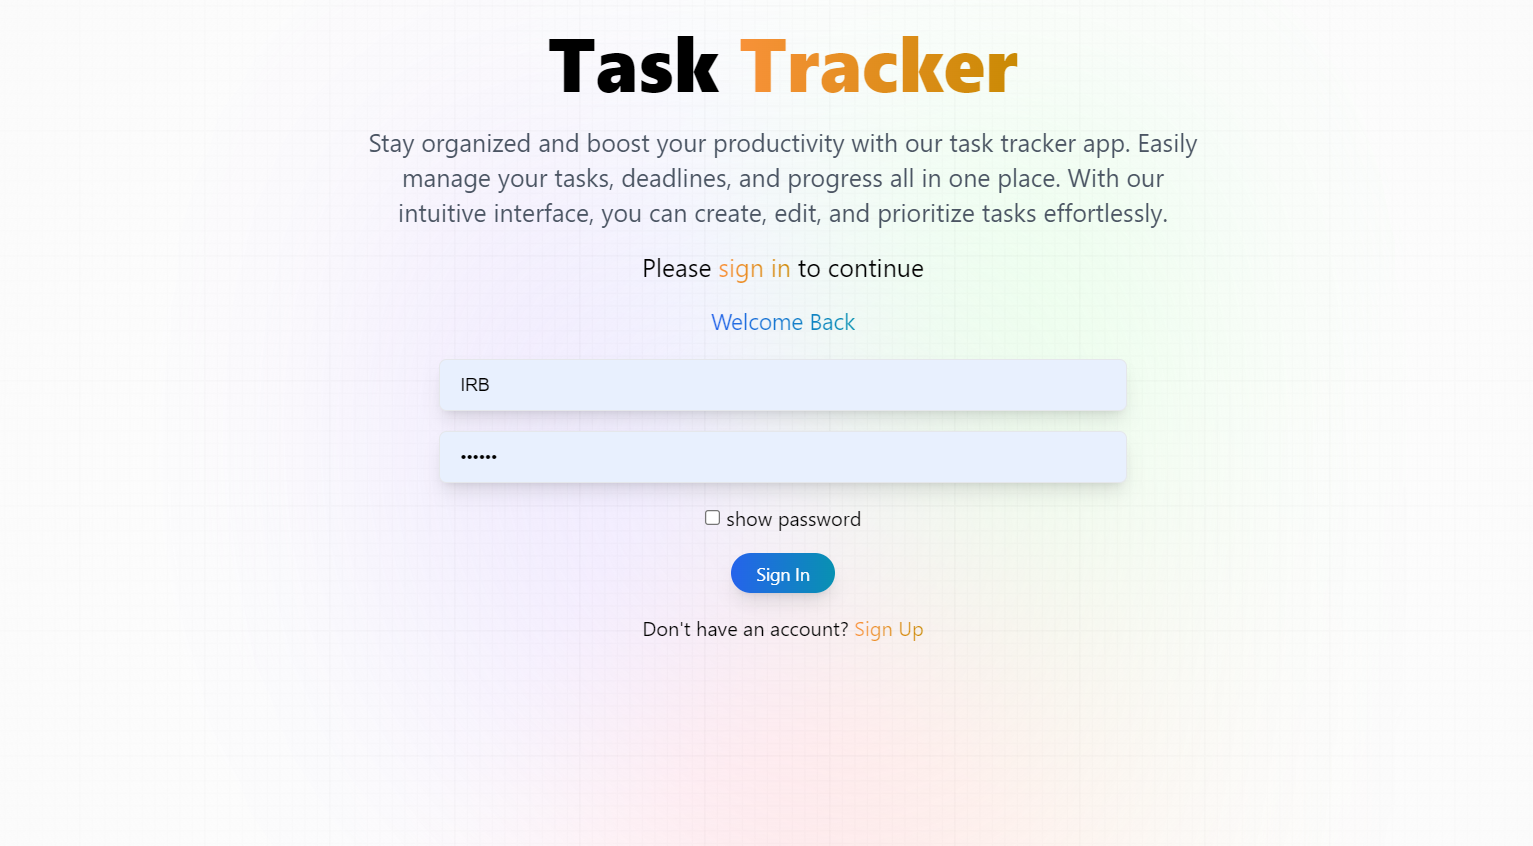 Task Tracker
Stay organized and boost your productivity with our task tracker app. Easily
manage your tasks, deadlines, and progress all in one place. With our
intuitive interface, you can create, edit, and prioritize tasks effortlessly.
Please sign in to continue
Welcome Back
IRB
••••••
show password
Sign In
Don't have an account? Sign Up